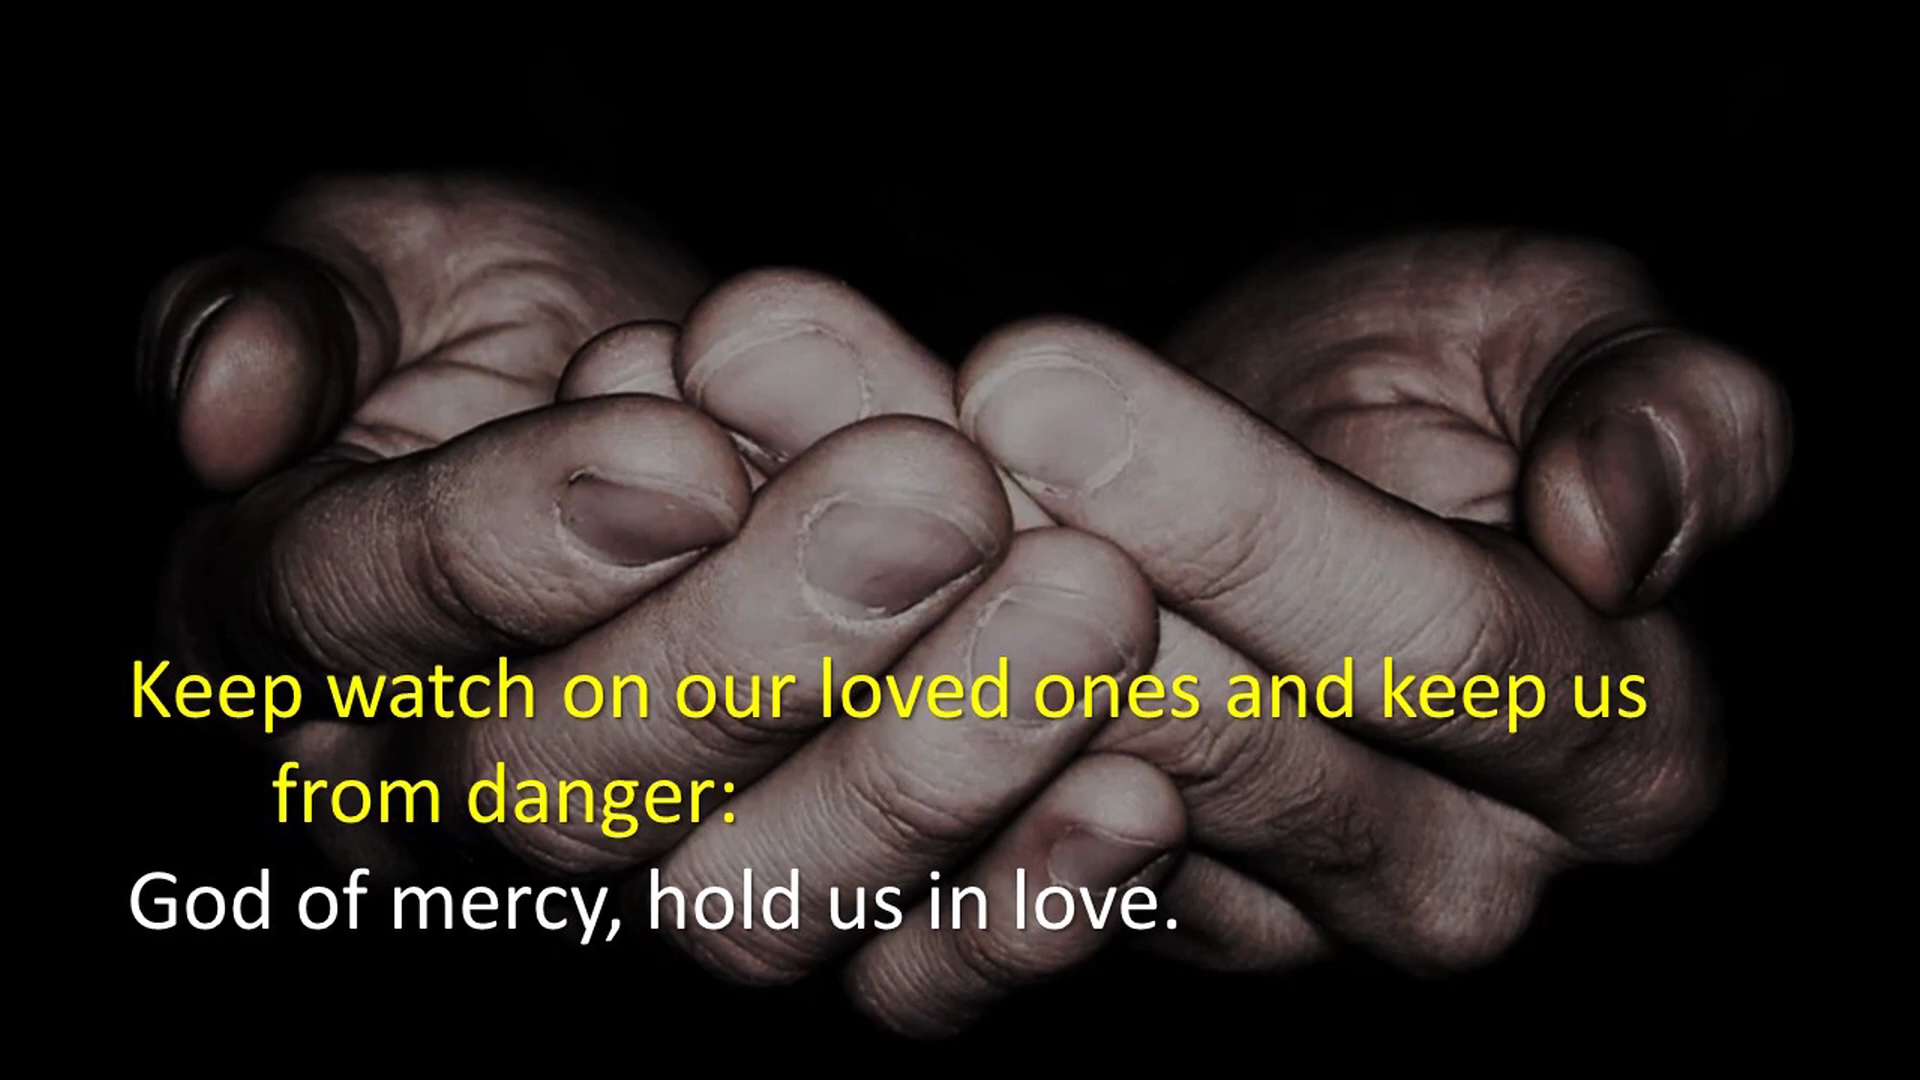 Keep watch on our loved ones and keep us
from danger:
God of mercy, hold us in love.